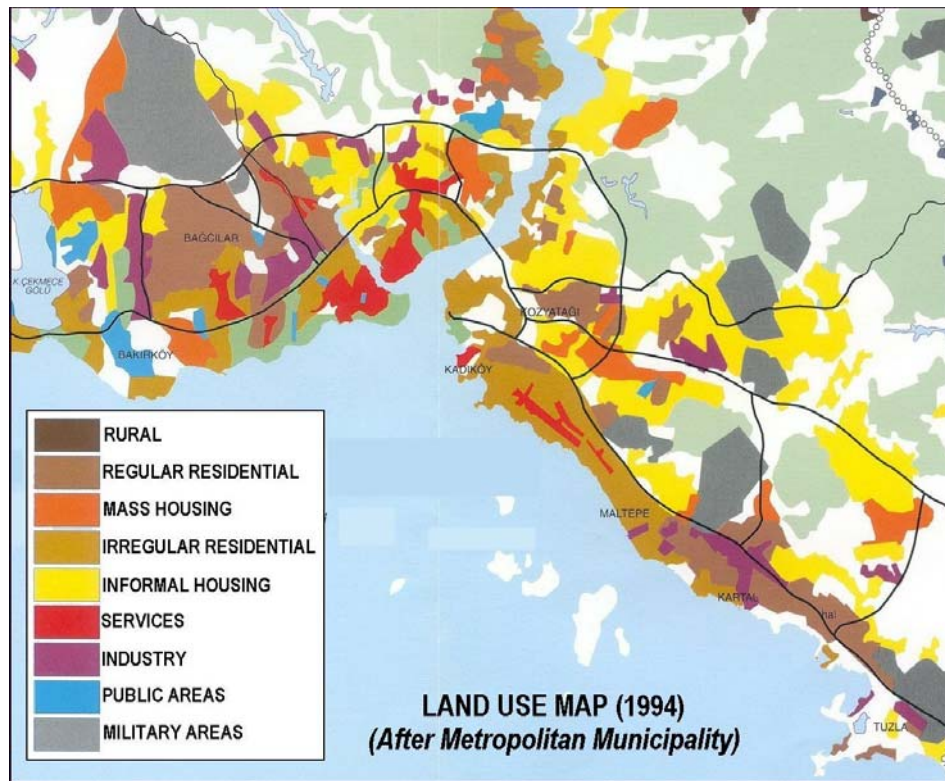 BAĞCILAR
K.ÇEKMECE
GÖLÜ
KOZYATAĞI
BAKIRKÖY
KADIKÖY
RURAL
REGULAR RESIDENTIAL
MASS HOUSING
IRREGULAR RESIDENTIAL
INFORMAL HOUSING
SERVICES
INDUSTRY
PUBLIC AREAS
MILITARY AREAS
MALTEPE
KARTAL
hal
LAND USE MAP (1994)
(After Metropolitan Municipality)
TUZLA